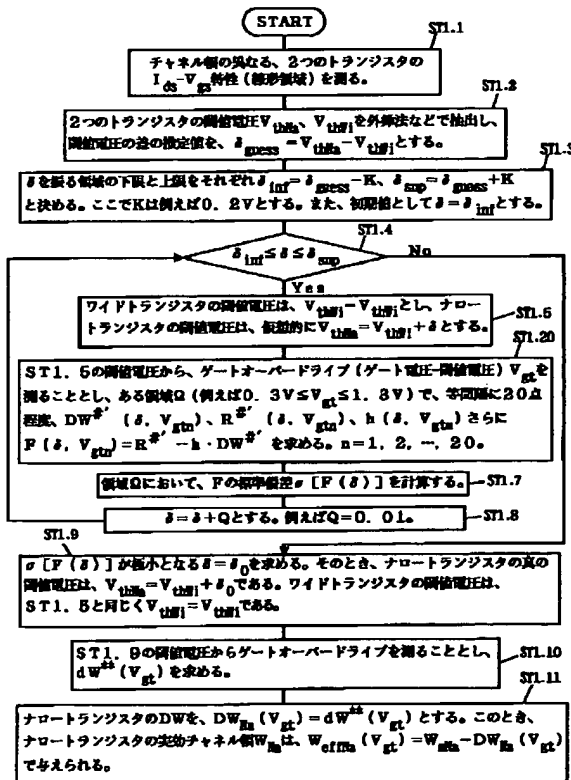 START
ST1.1
チャネル幅の異なる、2つのトランジスタの
I_ds-V_gs特性(線形領域)を測る。
ST1.2
2つのトランジスタの閾値電圧V_thNa、V_thWiを外挿法などで抽出し、
閾値電圧の差の推定値を、δ_guess=V_thNa-V_thWiとする。
ST1.3
δを振る領域の下限と上限をそれぞれδ_inf=δ_guess-K、δ_sup=δ_guess+K
と決める。ここでKは例えば0.2Vとする。また、初期値としてδ=δ_infとする。
ST1.4
δ_inf≤δ≤δ_sup
No
Yes
ワイドトランジスタの閾値電圧は、V_thWi=V_thWiとし、ナロー
トランジスタの閾値電圧は、仮想的にV_thNa=V_thWi+δとする。
ST1.5
ST1.20
ST1.5の閾値電圧から、ゲートオーバードライブ(ゲート電圧-閾値電圧)V_gtを
測ることとし、ある領域Ω(例えば0.3V≤V_gt≤1.3V)で、等間隔に20点
程度、DW^#'(δ,V_gtn)、R^#'(δ,V_gtn)、h(δ,V_gtn)さらに
F(δ,V_gtn)=R^#'-h・DW^#'を求める。n=1,2,…,20。
領域Ωにおいて、Fの標準偏差σ[F(δ)]を計算する。
ST1.7
δ=δ+Qとする。例えばQ=0.01。
ST1.8
ST1.9
σ[F(δ)]が極小となるδ=δ_0を求める。そのとき、ナロートランジスタの真の
閾値電圧は、V_thNa=V_thWi+δ_0である。ワイドトランジスタの閾値電圧は、
ST1.5と同じくV_thWi=V_thWiである。
ST1.9の閾値電圧からゲートオーバードライブを測ることとし、
dW^**(V_gt)を求める。
ST1.10
ST1.11
ナロートランジスタのDWを、DW_Na(V_gt)=dW^**(V_gt)とする。このとき、
ナロートランジスタの実効チャネル幅W_Naは、W_effNa(V_gt)=W_mNa-DW_Na(V_gt)
で与えられる。